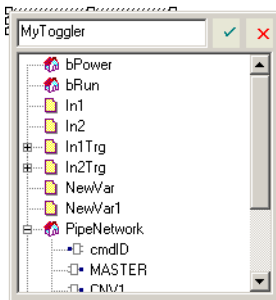 MyToggler
bPower
bRun
In1
In2
In1Trg
In2Trg
NewVar
NewVar1
PipeNetwork
cmdID
MASTER
CNV1